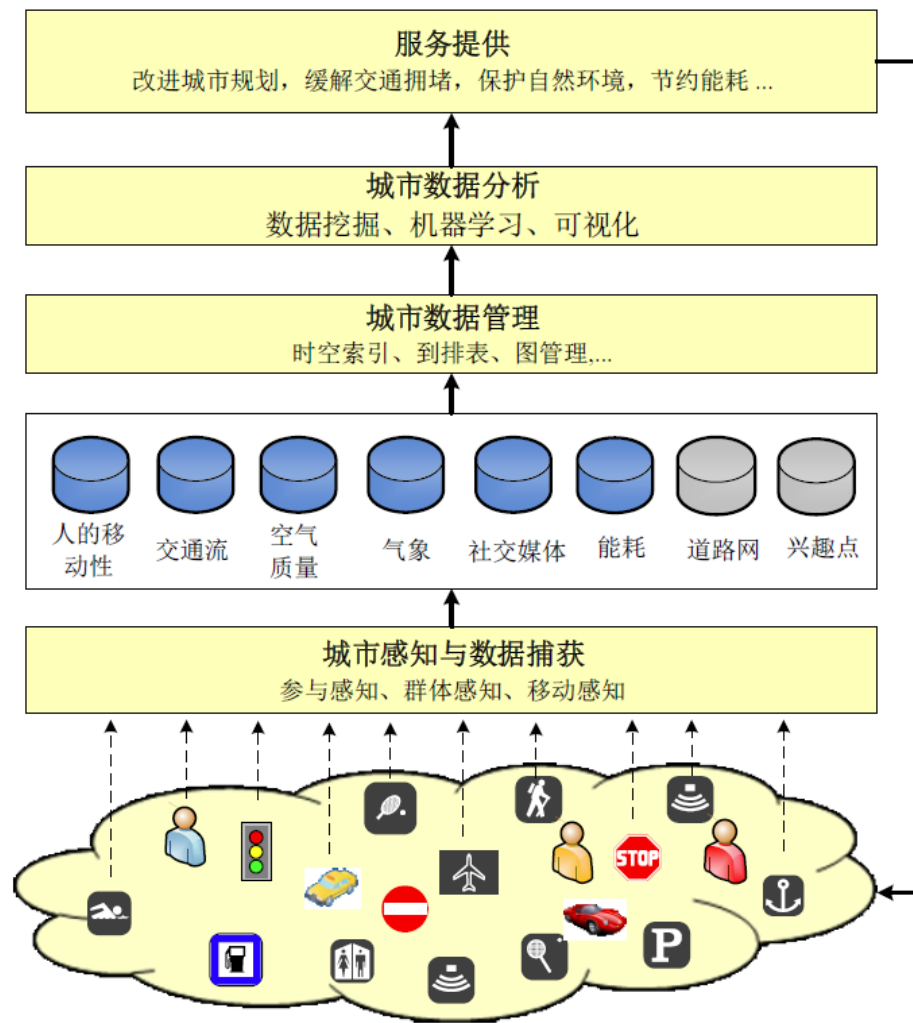 服务提供
改进城市规划，缓解交通拥堵，保护自然环境，节约能耗 ...
城市数据分析
数据挖掘、机器学习、可视化
城市数据管理
时空索引、到排表、图管理,...
人的移
动性
交通流
空气
质量
气象
社交媒体
能耗
道路网
兴趣点
城市感知与数据捕获
参与感知、群体感知、移动感知
STOP
P